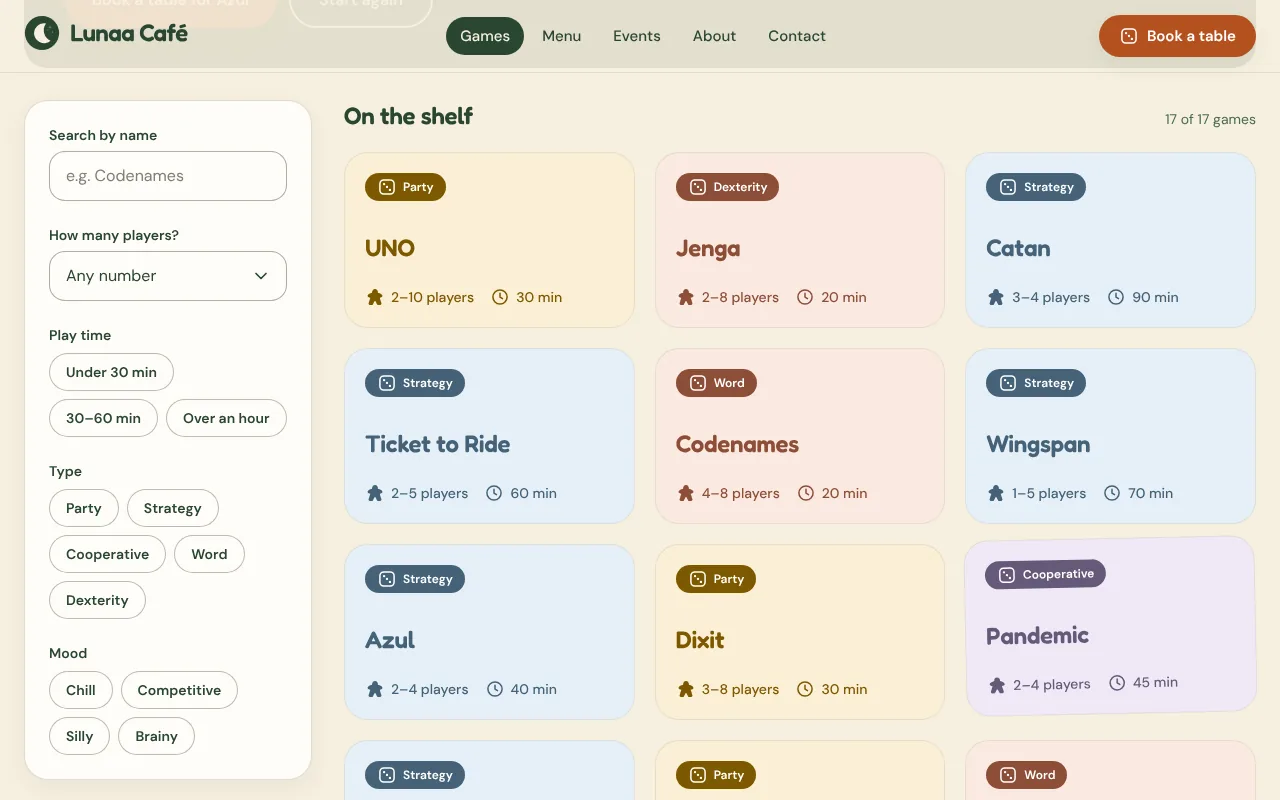 Book a table for Azul
Start again
Lunaa Café
Games
Menu
Events
About
Contact
Book a table
Search by name
e.g. Codenames
How many players?
Any number
Play time
Under 30 min
30–60 min
Over an hour
Type
Party
Strategy
Cooperative
Word
Dexterity
Mood
Chill
Competitive
Silly
Brainy
On the shelf
17 of 17 games
Party
UNO
2–10 players
30 min
Dexterity
Jenga
2–8 players
20 min
Strategy
Catan
3–4 players
90 min
Strategy
Ticket to Ride
2–5 players
60 min
Word
Codenames
4–8 players
20 min
Strategy
Wingspan
1–5 players
70 min
Strategy
Azul
2–4 players
40 min
Party
Dixit
3–8 players
30 min
Cooperative
Pandemic
2–4 players
45 min
Strategy
Party
Word